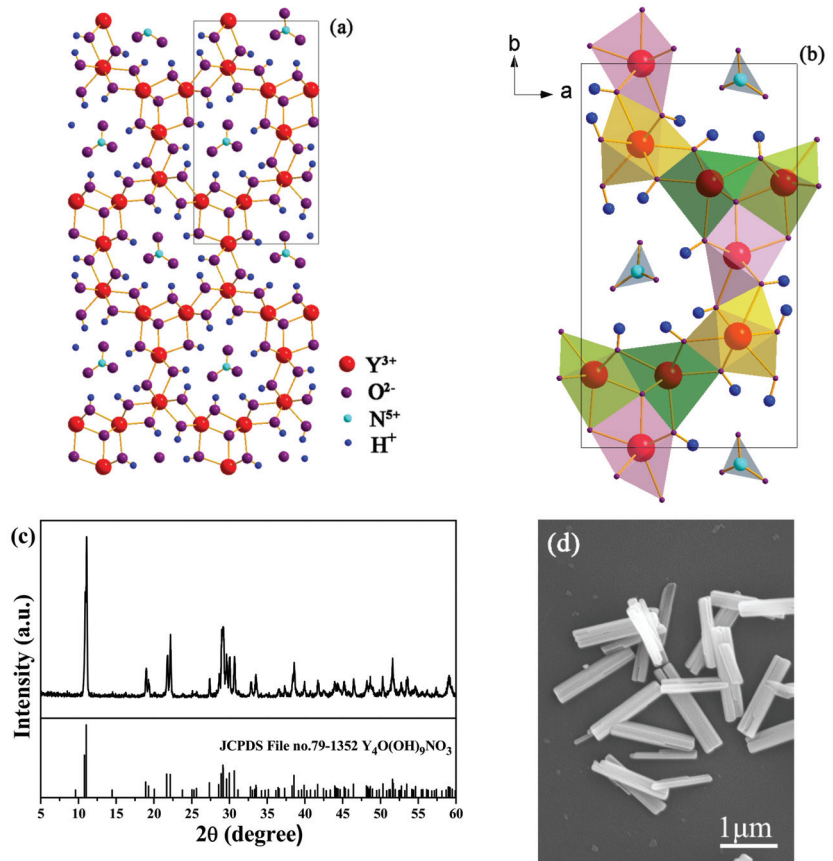 (a)
Y³⁺
O²⁻
N⁵⁺
H⁺
b
a
(b)
(c)
Intensity (a.u.)
JCPDS File no.79-1352 Y₄O(OH)₉NO₃
5 10 15 20 25 30 35 40 45 50 55 60
2θ (degree)
(d)
1μm